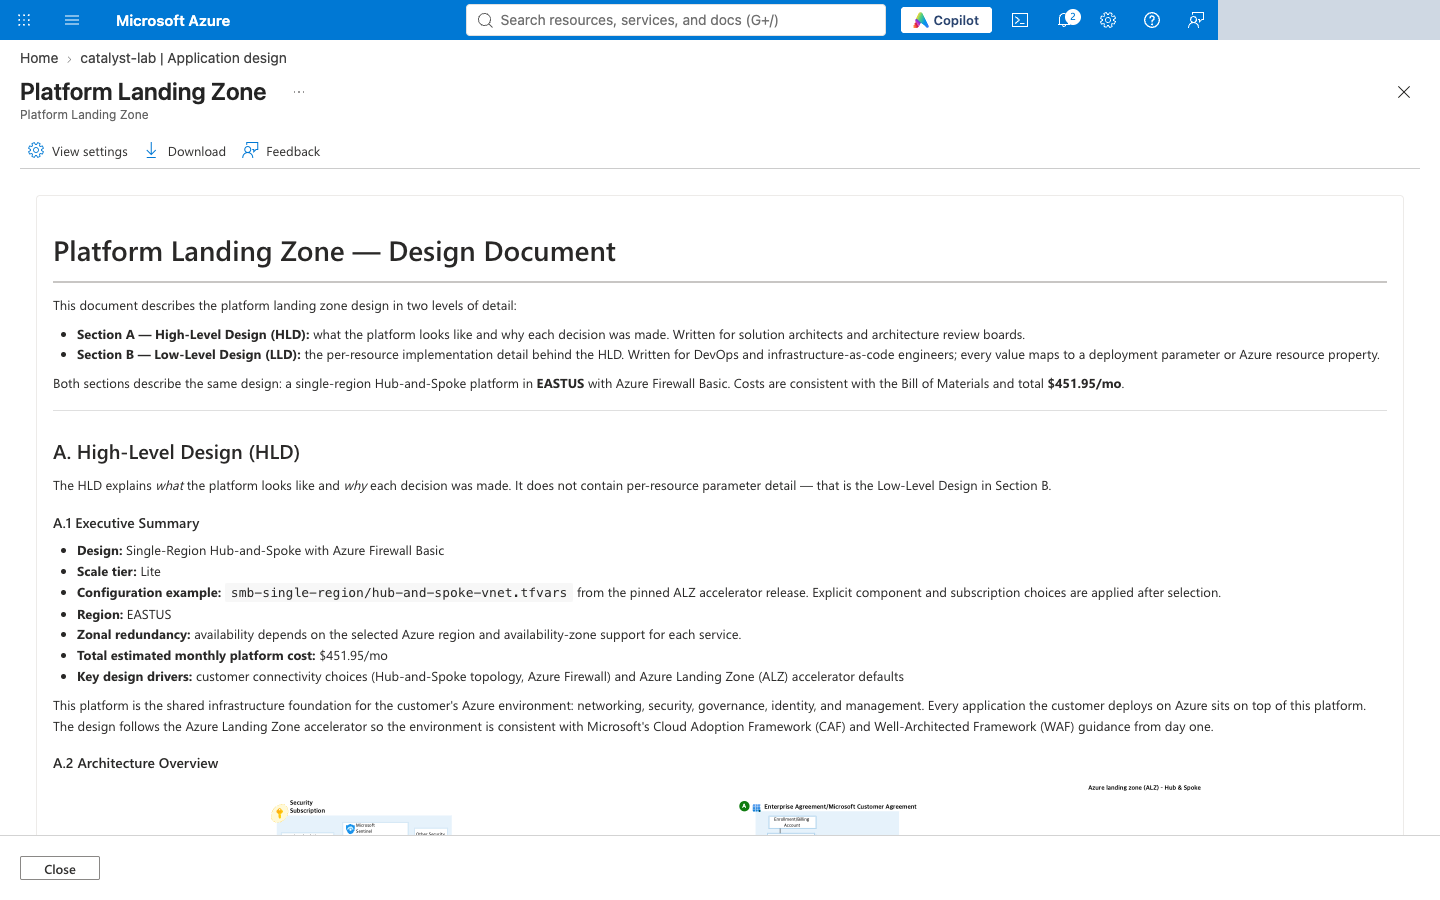 Microsoft Azure
Search resources, services, and docs (G+/)
Copilot
2
Home › catalyst-lab | Application design
Platform Landing Zone ...
Platform Landing Zone
View settings
Download
Feedback
Platform Landing Zone — Design Document
This document describes the platform landing zone design in two levels of detail:
• Section A — High-Level Design (HLD): what the platform looks like and why each decision was made. Written for solution architects and architecture review boards.
• Section B — Low-Level Design (LLD): the per-resource implementation detail behind the HLD. Written for DevOps and infrastructure-as-code engineers; every value maps to a deployment parameter or Azure resource property.
Both sections describe the same design: a single-region Hub-and-Spoke platform in EASTUS with Azure Firewall Basic. Costs are consistent with the Bill of Materials and total $451.95/mo.
A. High-Level Design (HLD)
The HLD explains what the platform looks like and why each decision was made. It does not contain per-resource parameter detail — that is the Low-Level Design in Section B.
A.1 Executive Summary
• Design: Single-Region Hub-and-Spoke with Azure Firewall Basic
• Scale tier: Lite
• Configuration example: smb-single-region/hub-and-spoke-vnet.tfvars from the pinned ALZ accelerator release. Explicit component and subscription choices are applied after selection.
• Region: EASTUS
• Zonal redundancy: availability depends on the selected Azure region and availability-zone support for each service.
• Total estimated monthly platform cost: $451.95/mo
• Key design drivers: customer connectivity choices (Hub-and-Spoke topology, Azure Firewall) and Azure Landing Zone (ALZ) accelerator defaults
This platform is the shared infrastructure foundation for the customer's Azure environment: networking, security, governance, identity, and management. Every application the customer deploys on Azure sits on top of this platform.
The design follows the Azure Landing Zone accelerator so the environment is consistent with Microsoft's Cloud Adoption Framework (CAF) and Well-Architected Framework (WAF) guidance from day one.
A.2 Architecture Overview
Azure landing zone (ALZ) - Hub & Spoke
Security
Subscription
A
Enterprise Agreement/Microsoft Customer Agreement
Microsoft
Sentinel
Other Security
Enrollment/Billing
Account
Close